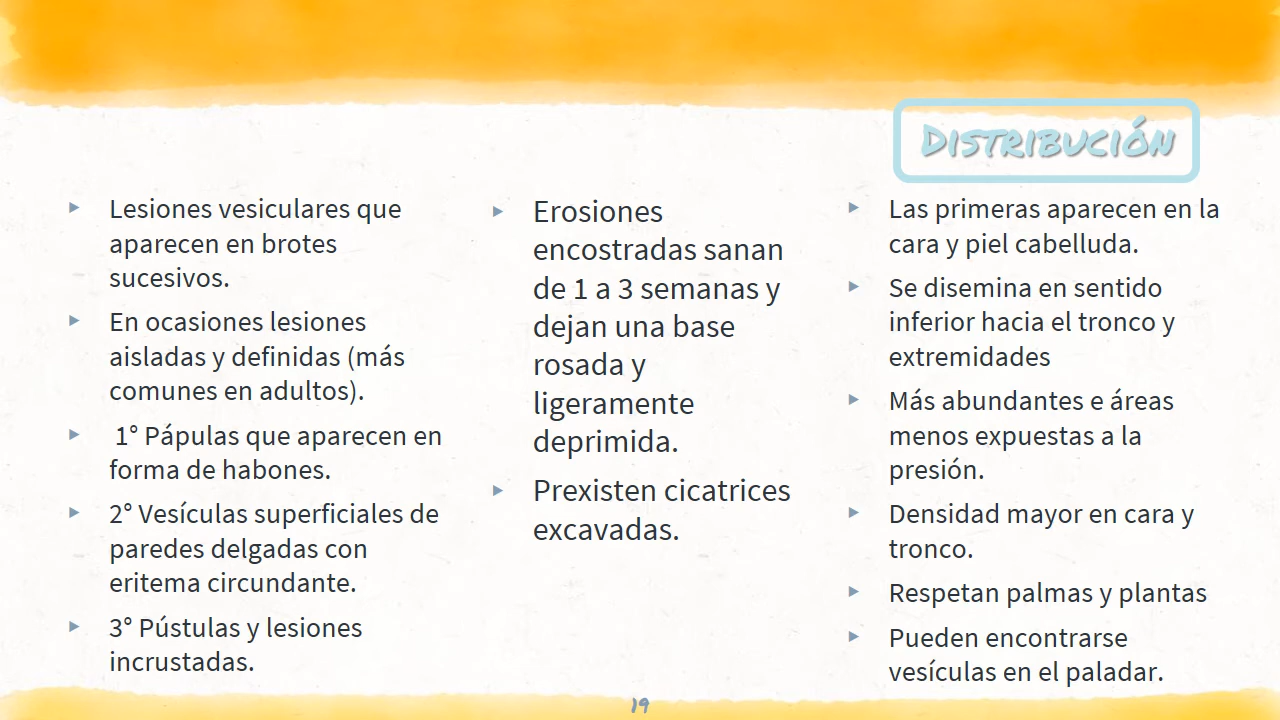 Distribución
Lesiones vesiculares que
aparecen en brotes
sucesivos.
En ocasiones lesiones
aisladas y definidas (más
comunes en adultos).
1° Pápulas que aparecen en
forma de habones.
2° Vesículas superficiales de
paredes delgadas con
eritema circundante.
3° Pústulas y lesiones
incrustadas.
Erosiones
encostradas sanan
de 1 a 3 semanas y
dejan una base
rosada y
ligeramente
deprimida.
Prexisten cicatrices
excavadas.
Las primeras aparecen en la
cara y piel cabelluda.
Se disemina en sentido
inferior hacia el tronco y
extremidades
Más abundantes e áreas
menos expuestas a la
presión.
Densidad mayor en cara y
tronco.
Respetan palmas y plantas
Pueden encontrarse
vesículas en el paladar.
19